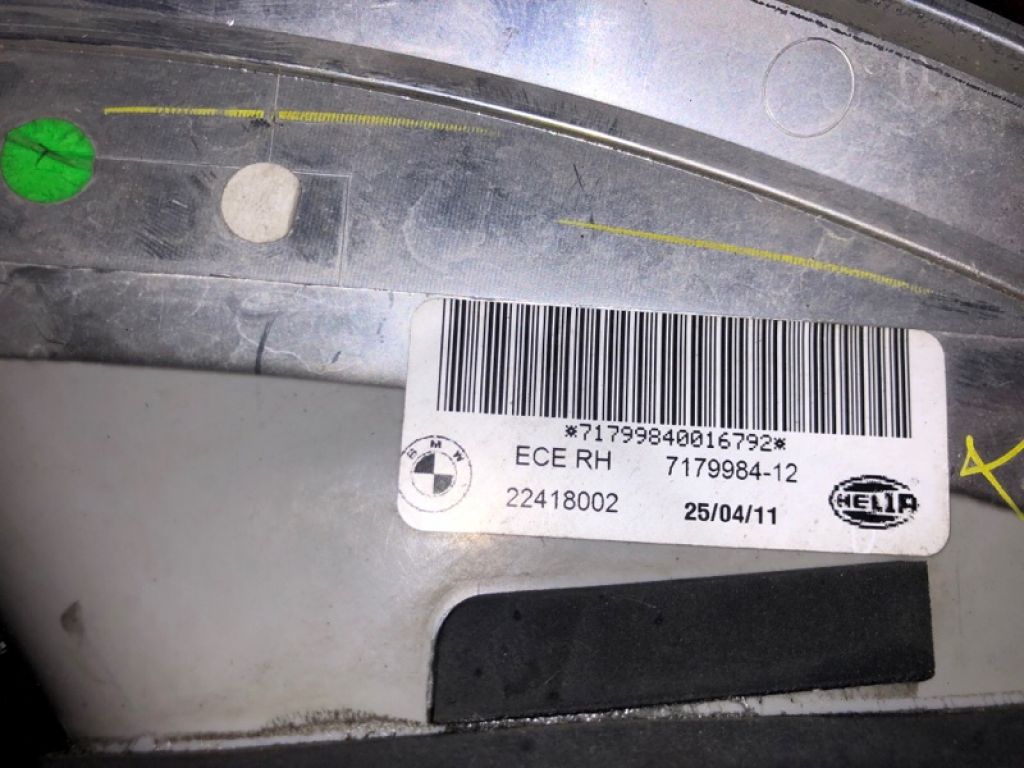 *71799840016792*
BMW
ECE RH 7179984-12
22418002 25/04/11
HELLA